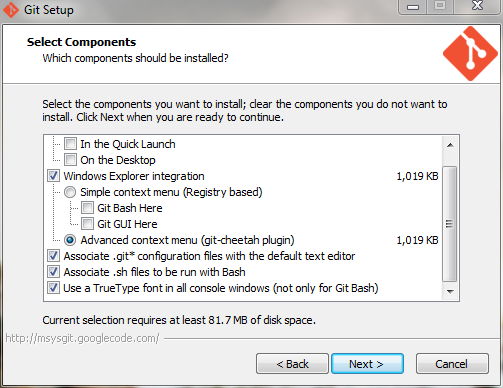 Git Setup
Select Components
Which components should be installed?
Select the components you want to install; clear the components you do not want to
install. Click Next when you are ready to continue.
In the Quick Launch
On the Desktop
Windows Explorer integration 1,019 KB
Simple context menu (Registry based)
Git Bash Here
Git GUI Here
Advanced context menu (git-cheetah plugin) 1,019 KB
Associate .git* configuration files with the default text editor
Associate .sh files to be run with Bash
Use a TrueType font in all console windows (not only for Git Bash)
Current selection requires at least 81.7 MB of disk space.
http://msysgit.googlecode.com/
< Back Next > Cancel